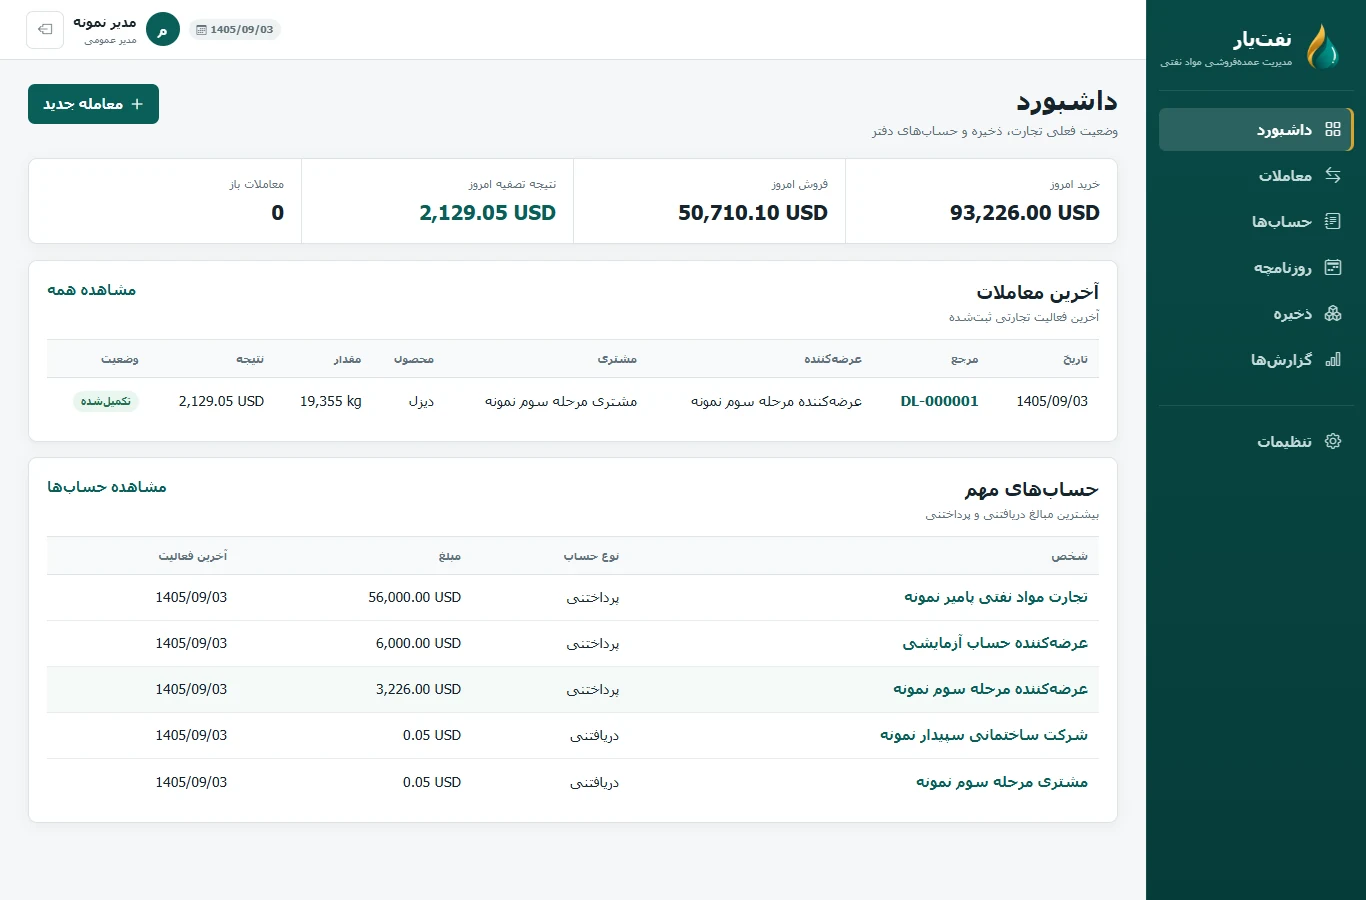 نفت‌یار
مدیریت عمده‌فروشی مواد نفتی
داشبورد
معاملات
حساب‌ها
روزنامچه
ذخیره
گزارش‌ها
تنظیمات
1405/09/03
م
مدیر نمونه
مدیر عمومی
داشبورد
وضعیت فعلی تجارت، ذخیره و حساب‌های دفتر
+ معامله جدید
خرید امروز
93,226.00 USD
فروش امروز
50,710.10 USD
نتیجه تصفیه امروز
2,129.05 USD
معاملات باز
0
آخرین معاملات
آخرین فعالیت تجارتی ثبت‌شده
مشاهده همه
تاریخ مرجع عرضه‌کننده مشتری محصول مقدار نتیجه وضعیت
1405/09/03 DL-000001 عرضه‌کننده مرحله سوم نمونه مشتری مرحله سوم نمونه دیزل 19,355 kg 2,129.05 USD تکمیل‌شده
حساب‌های مهم
بیشترین مبالغ دریافتنی و پرداختنی
مشاهده حساب‌ها
شخص نوع حساب مبلغ آخرین فعالیت
تجارت مواد نفتی پامیر نمونه پرداختنی 56,000.00 USD 1405/09/03
عرضه‌کننده حساب آزمایشی پرداختنی 6,000.00 USD 1405/09/03
عرضه‌کننده مرحله سوم نمونه پرداختنی 3,226.00 USD 1405/09/03
شرکت ساختمانی سپیدار نمونه دریافتنی 0.05 USD 1405/09/03
مشتری مرحله سوم نمونه دریافتنی 0.05 USD 1405/09/03